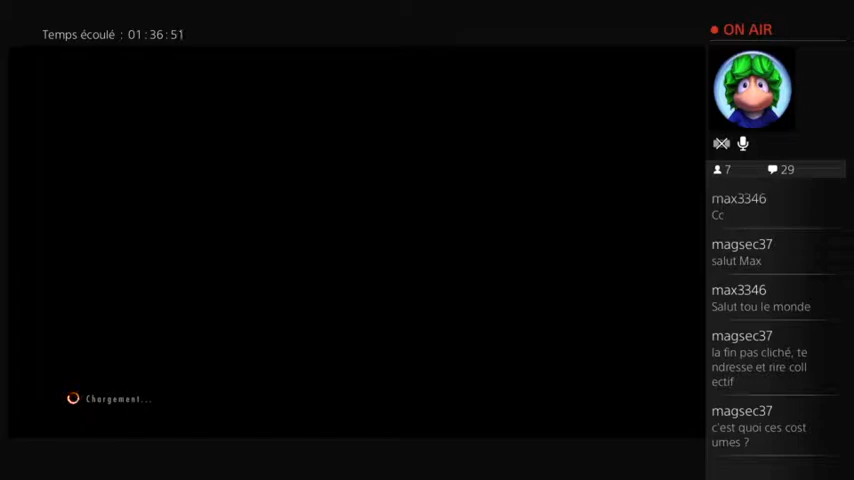 Temps écoulé : 01:36:51
ON AIR
7 29
max3346
Cc
magsec37
salut Max
max3346
Salut tou le monde
magsec37
la fin pas cliché, te
ndresse et rire coll
ectif
magsec37
c'est quoi ces cost
umes ?
Chargement...